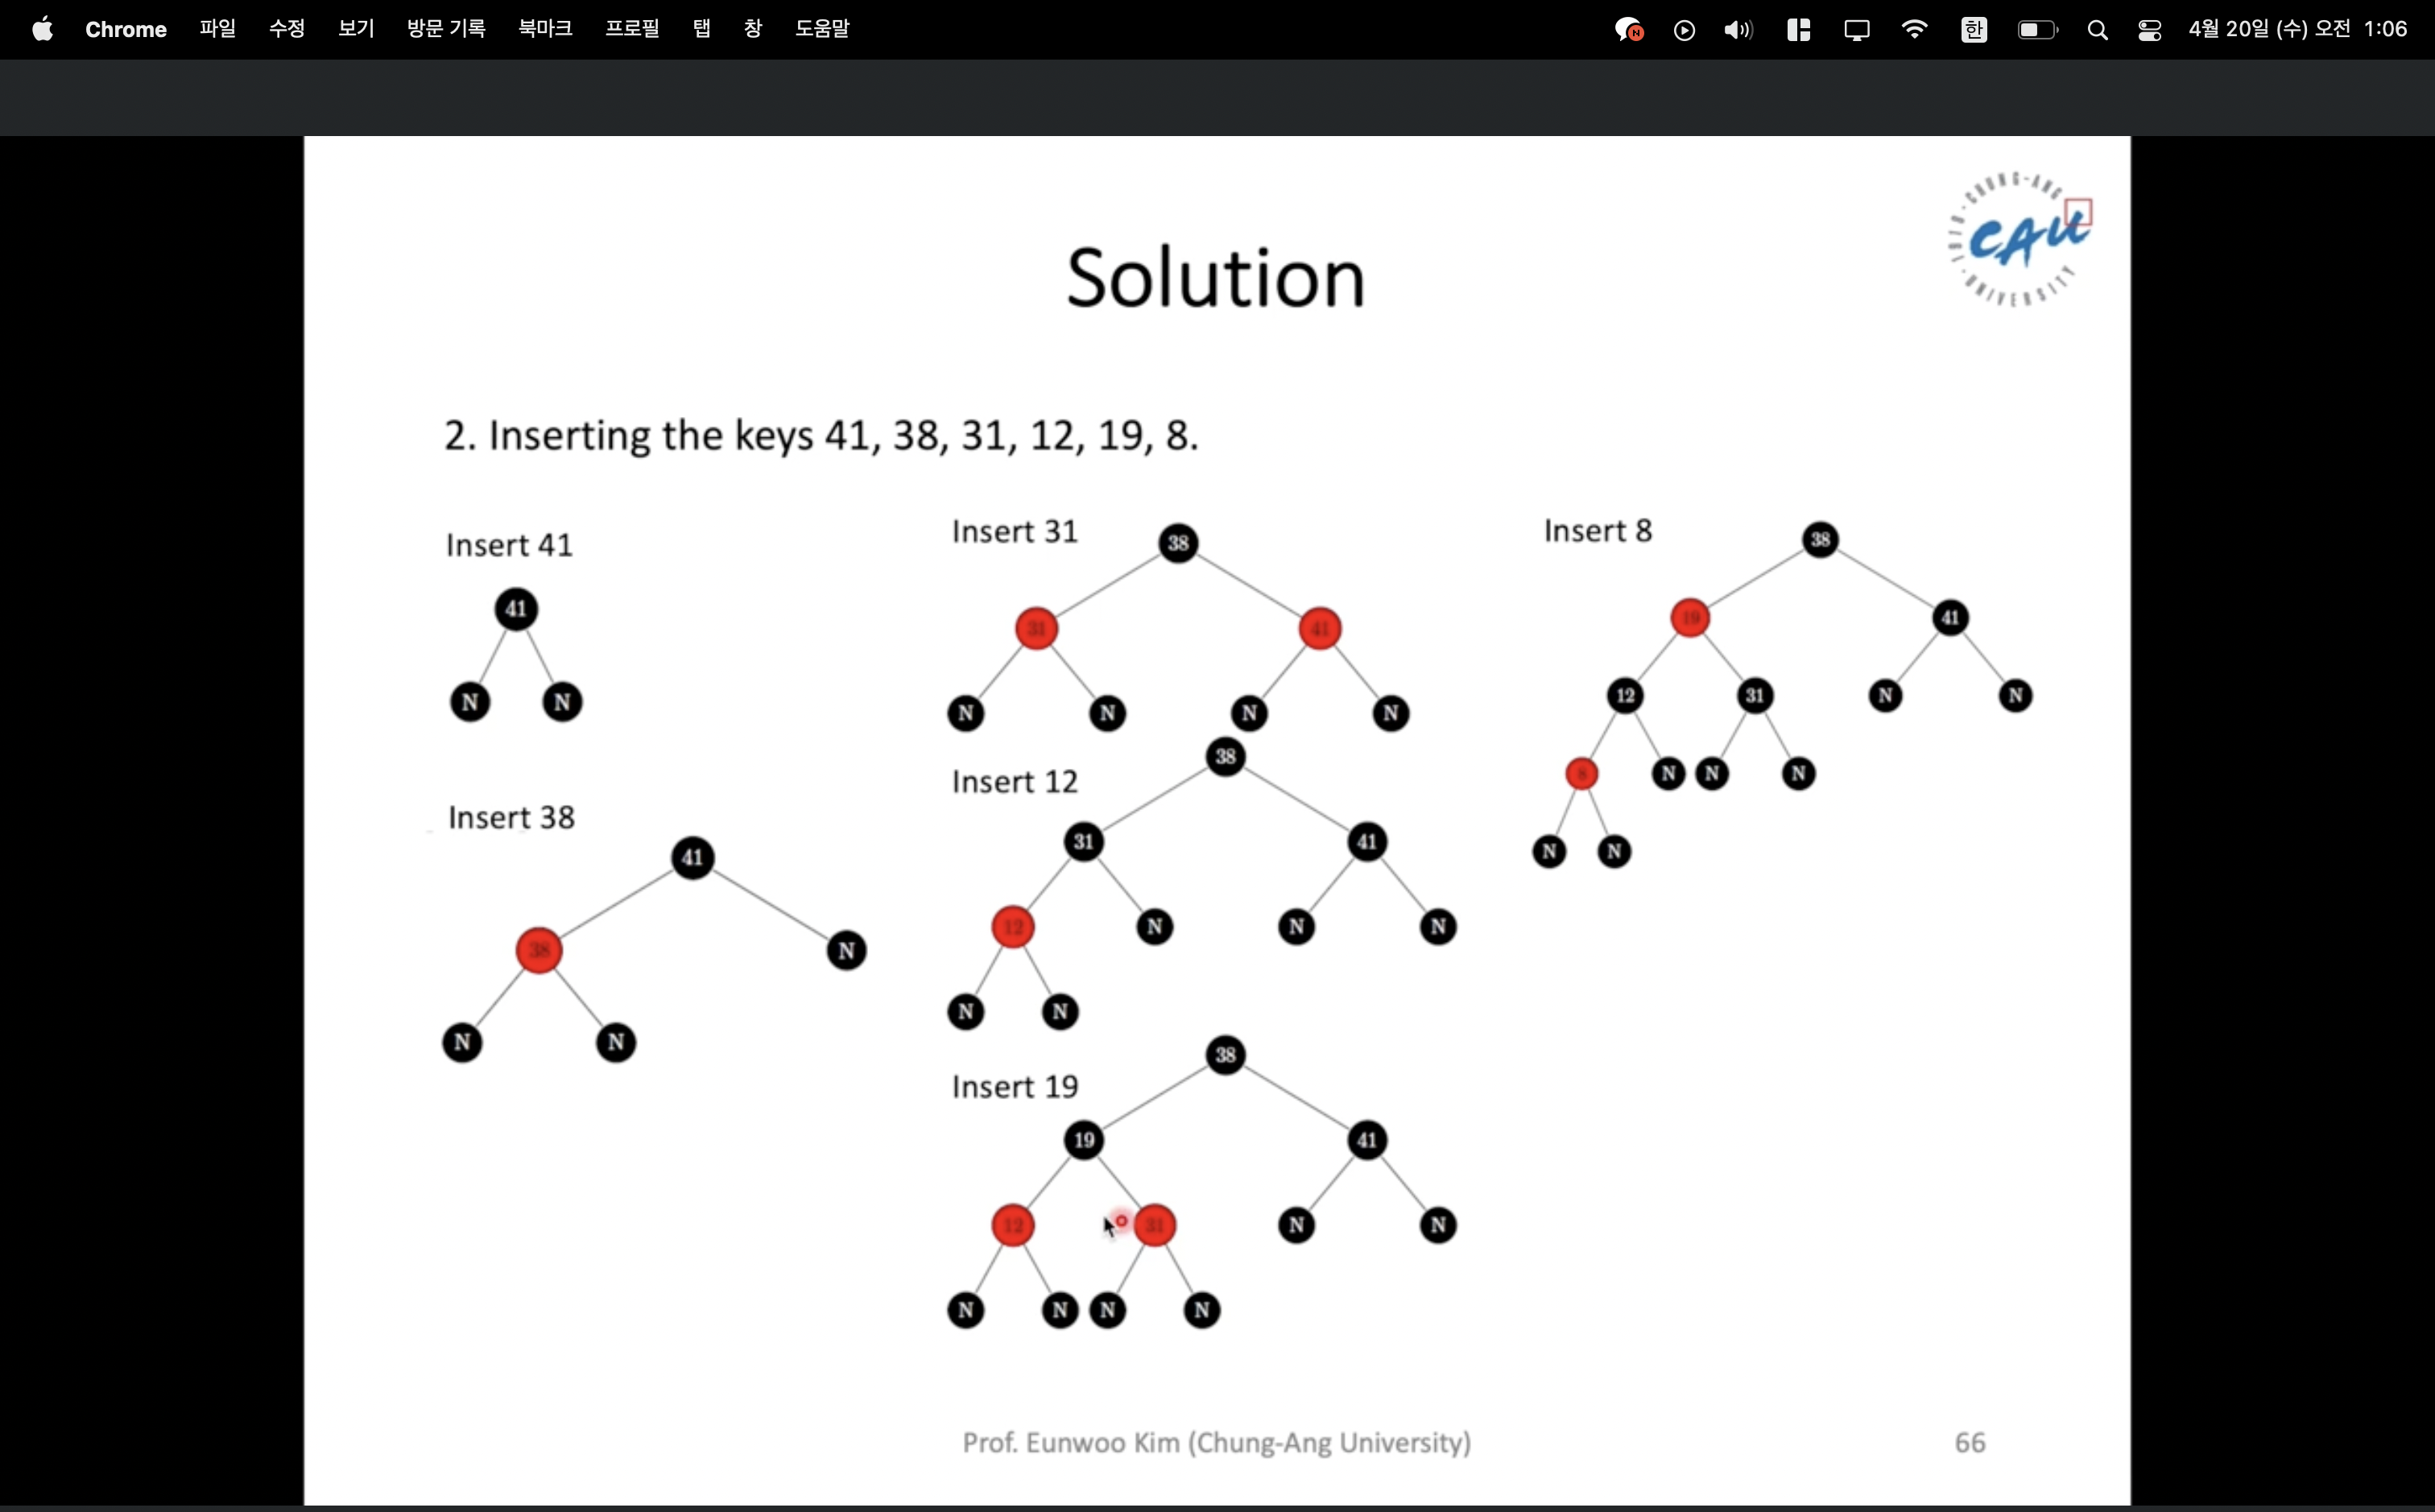 Chrome 파일 수정 보기 방문 기록 북마크 프로필 탭 창 도움말 한 4월 20일 (수) 오전 1:06
CHUNG-ANG
CAU
UNIVERSITY
Solution
2. Inserting the keys 41, 38, 31, 12, 19, 8.
Insert 41
41
N N
Insert 38
41
38 N
N N
Insert 31
38
31 41
N N N N
Insert 12
38
31 41
12 N N N
N N
Insert 19
38
19 41
12 31 N N
N N N N
Insert 8
38
19 41
12 31 N N
8 N N N
N N
Prof. Eunwoo Kim (Chung-Ang University)
66